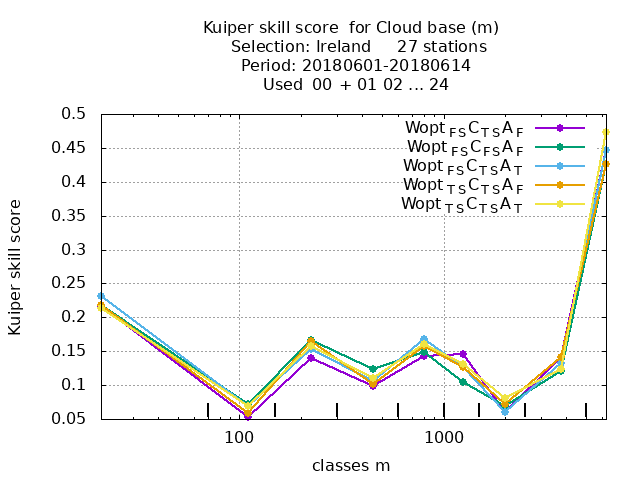 Kuiper skill score  for Cloud base (m)
Selection: Ireland     27 stations
Period: 20180601-20180614
Used  00 + 01 02 ... 24
Kuiper skill score
0.5
0.45
0.4
0.35
0.3
0.25
0.2
0.15
0.1
0.05
Wopt FS C TS A F
Wopt FS C FS A F
Wopt FS C TS A T
Wopt TS C TS A F
Wopt TS C TS A T
100 1000
classes m